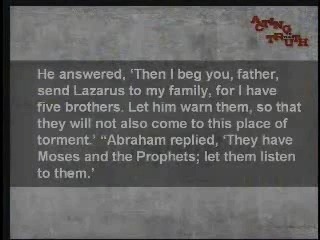 ATING
TRUTH
He answered, ‘Then I beg you, father,
send Lazarus to my family, for I have
five brothers. Let him warn them, so that
they will not also come to this place of
torment.’ “Abraham replied, ‘They have
Moses and the Prophets; let them listen
to them.’